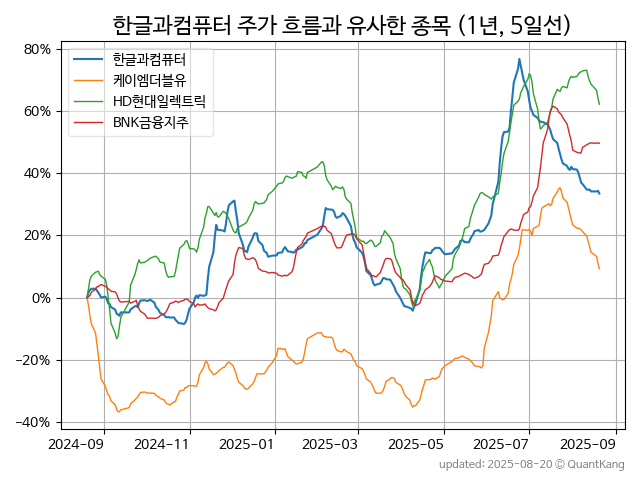 한글과컴퓨터 주가 흐름과 유사한 종목 (1년, 5일선)
80%
60%
40%
20%
0%
−20%
−40%
한글과컴퓨터
케이엠더블유
HD현대일렉트릭
BNK금융지주
2024-09 2024-11 2025-01 2025-03 2025-05 2025-07 2025-09
updated: 2025-08-20 © QuantKang